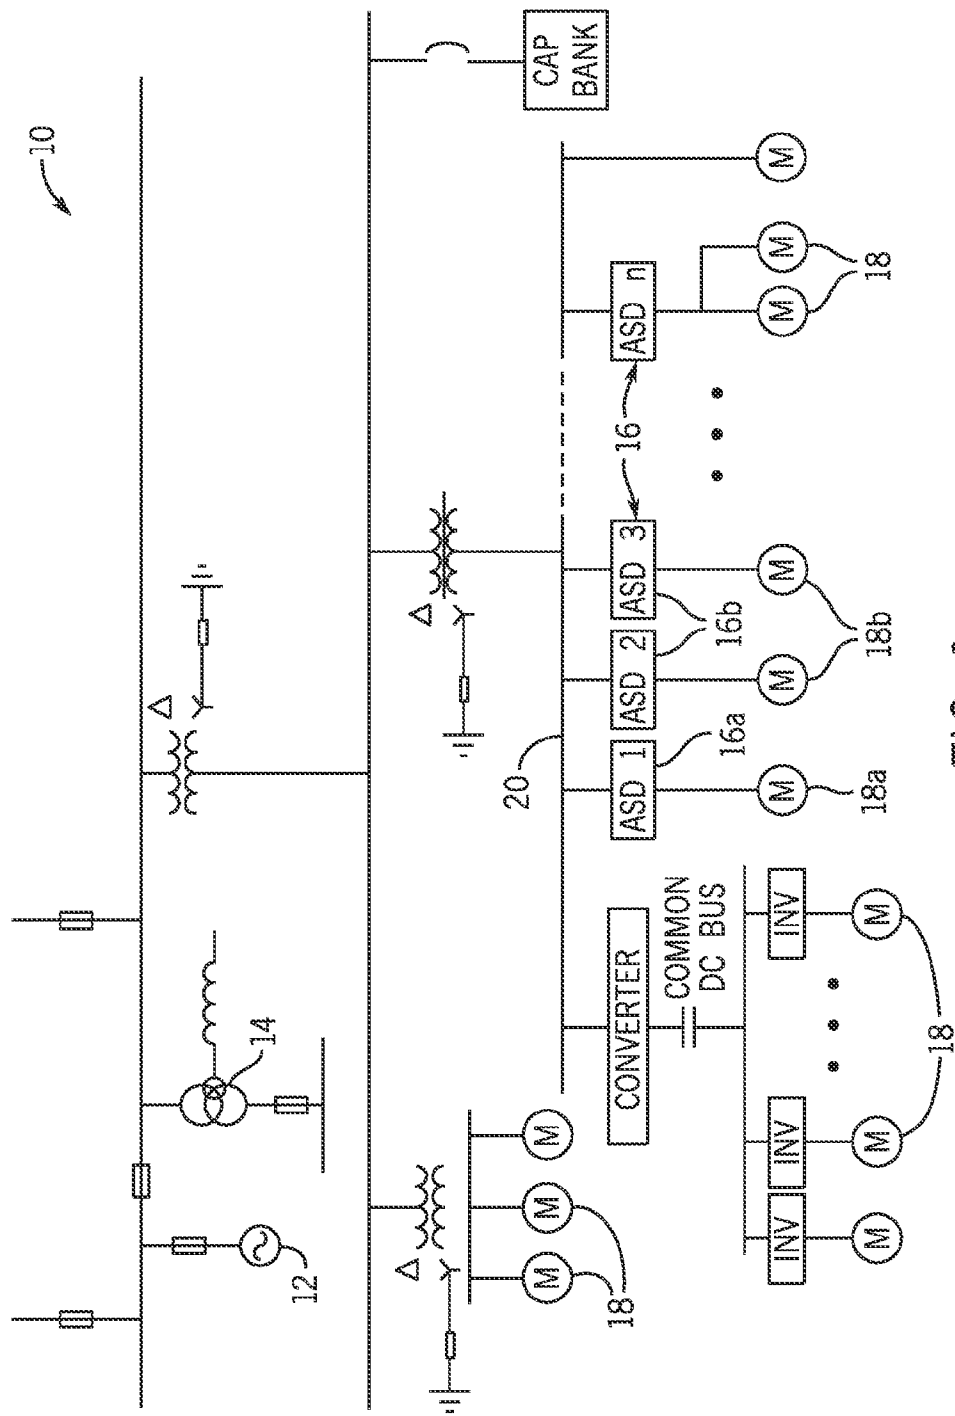 10
12
14
CAP
BANK
18
M
M
M
20
CONVERTER
COMMON
DC BUS
INV
INV
INV
M
M
M
18
ASD 1
ASD 2
ASD 3
16
ASD n
16a
16b
M
M
M
M
M
M
18a
18b
18